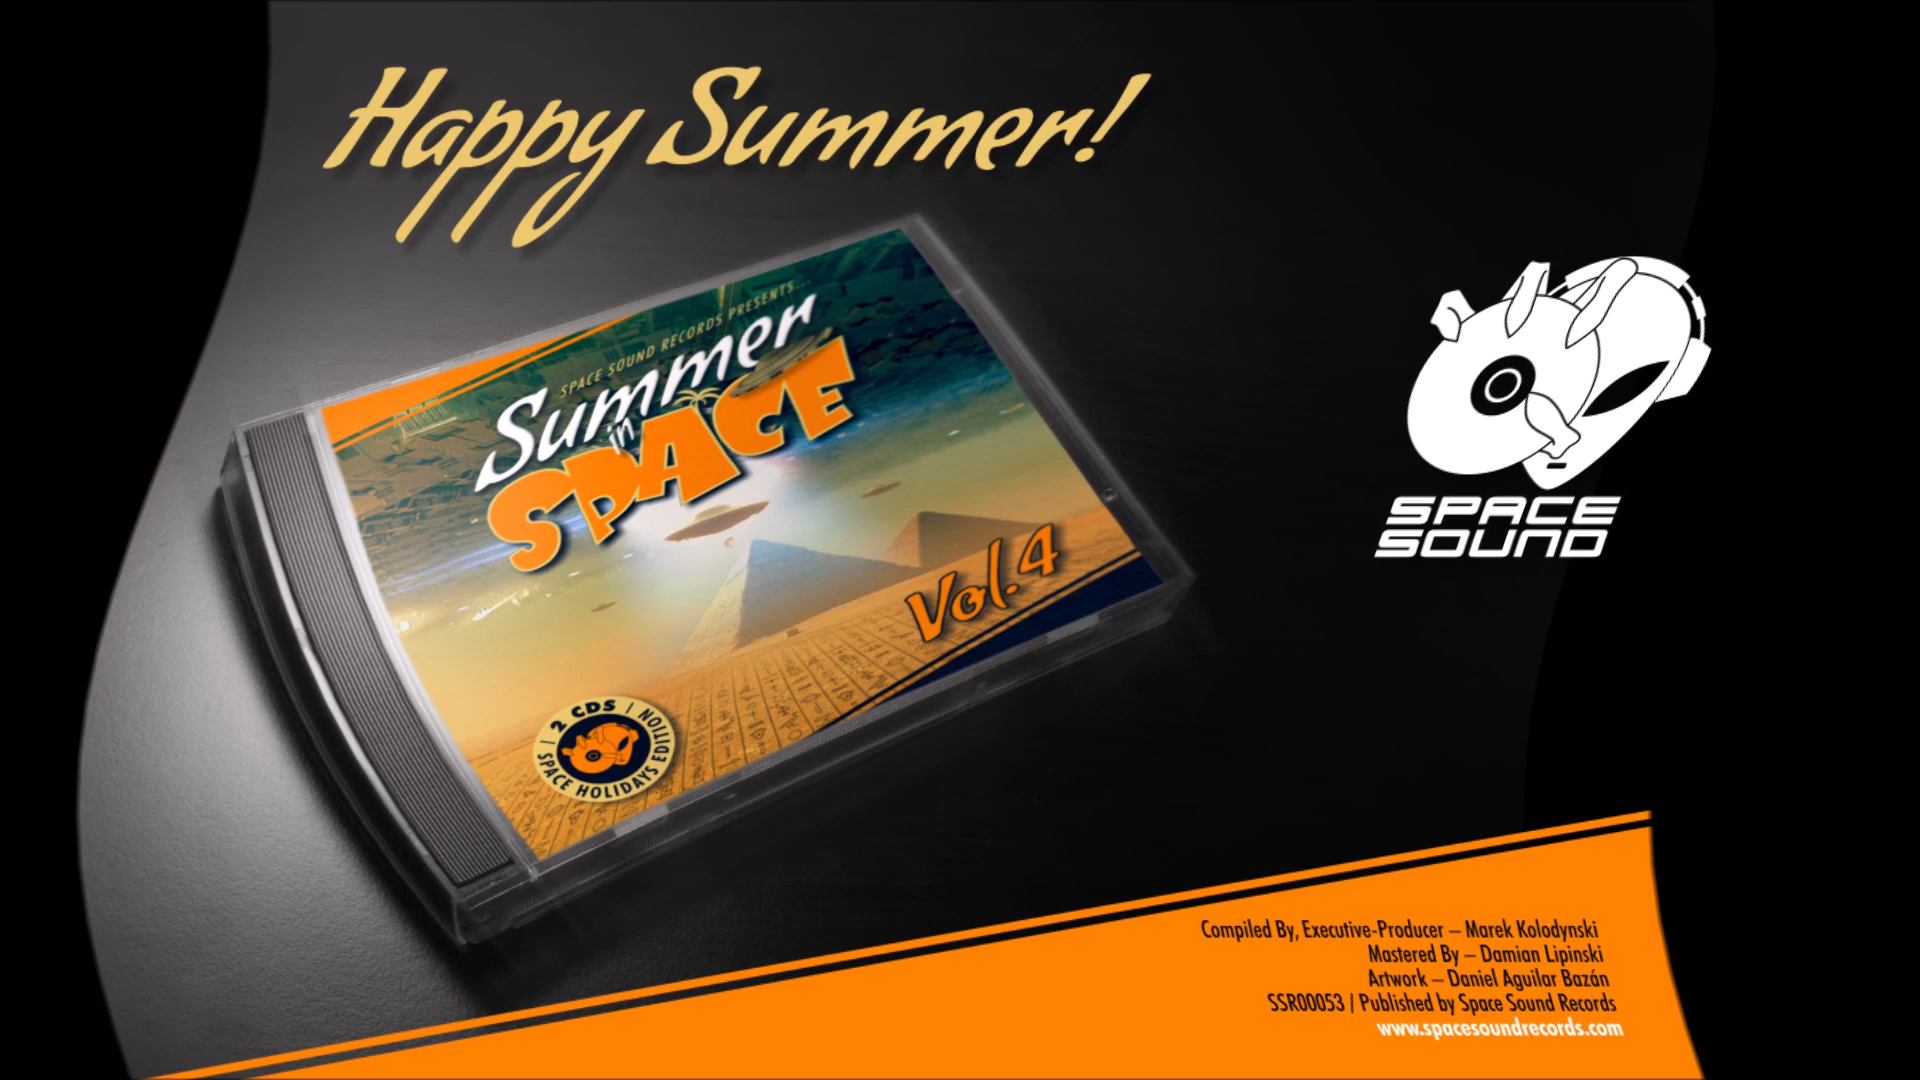 Happy Summer!
SPACE SOUND RECORDS PRESENTS...
Summer
in
SPACE
Vol.4
2 CDS / SPACE HOLIDAYS EDITION /
SPACE
SOUND
Compiled By, Executive-Producer – Marek Kolodynski
Mastered By – Damian Lipinski
Artwork – Daniel Aguilar Bazán
SSR00053 / Published by Space Sound Records
www.spacesoundrecords.com